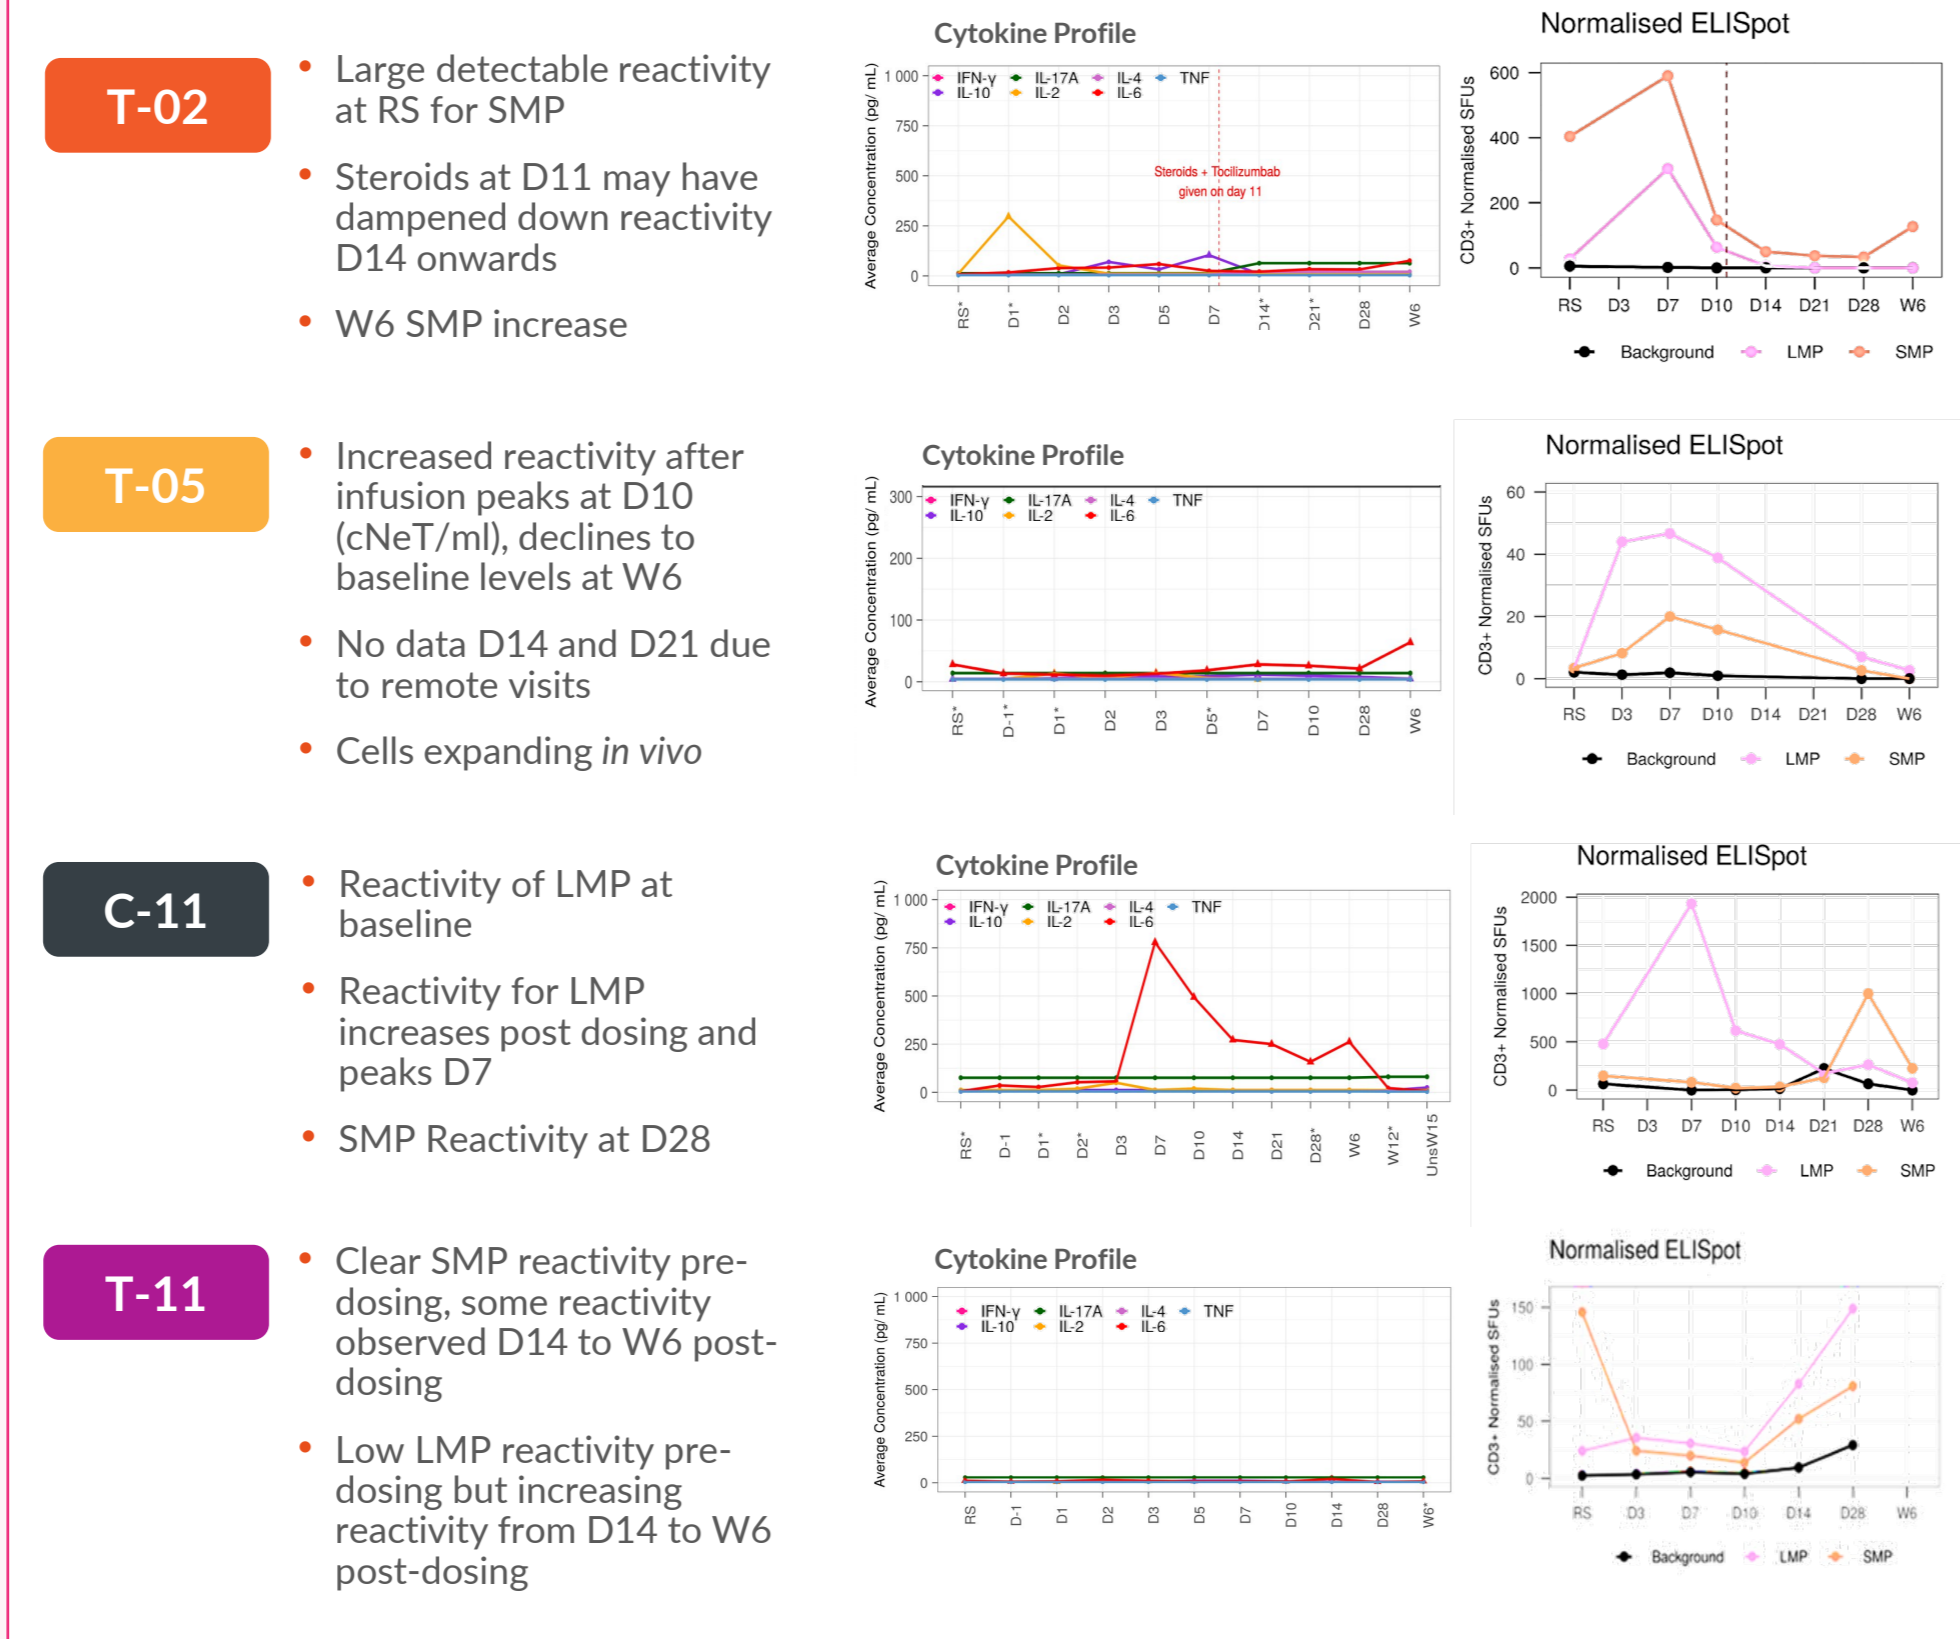 T-02
• Large detectable reactivity
at RS for SMP
• Steroids at D11 may have
dampened down reactivity
D14 onwards
• W6 SMP increase
Cytokine Profile
Average Concentration (pg/ mL)
1 000
750
500
250
0
IFN-γ IL-17A IL-4 TNF
IL-10 IL-2 IL-6
Steroids + Tocilizumab
given on day 11
RS* D1* D2 D3 D5 D7 D14* D21* D28 W6
Normalised ELISpot
CD3+ Normalised SFUs
600
400
200
0
RS D3 D7 D10 D14 D21 D28 W6
Background LMP SMP
T-05
• Increased reactivity after
infusion peaks at D10
(cNeT/ml), declines to
baseline levels at W6
• No data D14 and D21 due
to remote visits
• Cells expanding in vivo
Cytokine Profile
Average Concentration (pg/ mL)
300
200
100
0
IFN-γ IL-17A IL-4 TNF
IL-10 IL-2 IL-6
RS* D-1* D1* D2 D3 D5* D7 D10 D28 W6
Normalised ELISpot
CD3+ Normalised SFUs
60
40
20
0
RS D3 D7 D10 D14 D21 D28 W6
Background LMP SMP
C-11
• Reactivity of LMP at
baseline
• Reactivity for LMP
increases post dosing and
peaks D7
• SMP Reactivity at D28
Cytokine Profile
Average Concentration (pg/ mL)
1 000
750
500
250
0
IFN-γ IL-17A IL-4 TNF
IL-10 IL-2 IL-6
RS* D-1 D1* D2* D3 D7 D10 D14 D21 D28* W6 W12* UnsW15
Normalised ELISpot
CD3+ Normalised SFUs
2000
1500
1000
500
0
RS D3 D7 D10 D14 D21 D28 W6
Background LMP SMP
T-11
• Clear SMP reactivity pre-
dosing, some reactivity
observed D14 to W6 post-
dosing
• Low LMP reactivity pre-
dosing but increasing
reactivity from D14 to W6
post-dosing
Cytokine Profile
Average Concentration (pg/ mL)
1 000
750
500
250
0
IFN-γ IL-17A IL-4 TNF
IL-10 IL-2 IL-6
RS D-1 D1 D2 D3 D5 D7 D10 D14 D28 W6*
Normalised ELISpot
CD3+ Normalised SFUs
150
100
50
0
RS D3 D7 D10 D14 D28 W6
Background LMP SMP